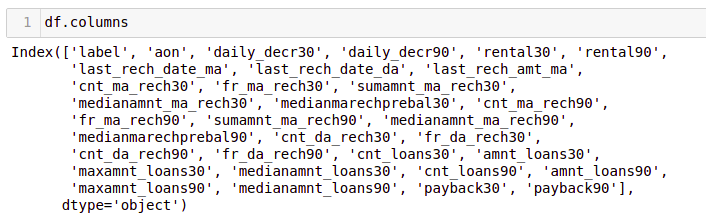 1 df.columns
Index(['label', 'aon', 'daily_decr30', 'daily_decr90', 'rental30', 'rental90',
'last_rech_date_ma', 'last_rech_date_da', 'last_rech_amt_ma',
'cnt_ma_rech30', 'fr_ma_rech30', 'sumamnt_ma_rech30',
'medianamnt_ma_rech30', 'medianmarechprebal30', 'cnt_ma_rech90',
'fr_ma_rech90', 'sumamnt_ma_rech90', 'medianamnt_ma_rech90',
'medianmarechprebal90', 'cnt_da_rech30', 'fr_da_rech30',
'cnt_da_rech90', 'fr_da_rech90', 'cnt_loans30', 'amnt_loans30',
'maxamnt_loans30', 'medianamnt_loans30', 'cnt_loans90', 'amnt_loans90',
'maxamnt_loans90', 'medianamnt_loans90', 'payback30', 'payback90'],
dtype='object')